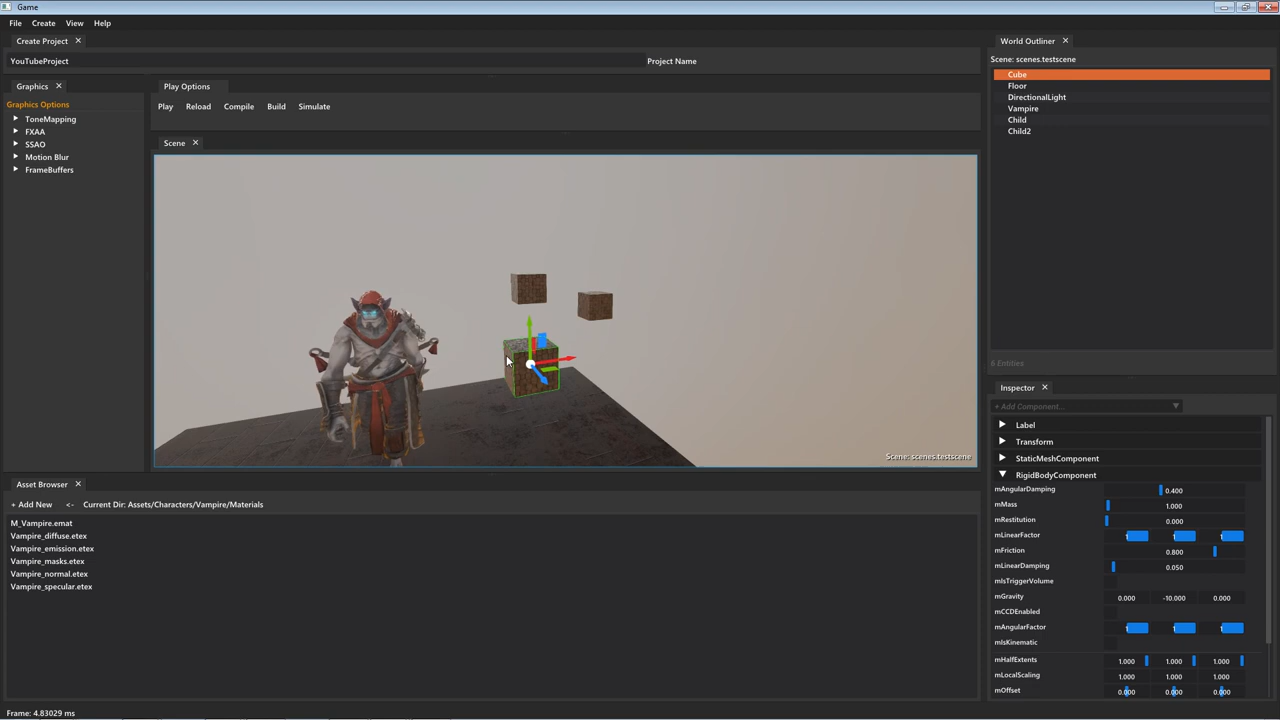 Game
File Create View Help
Create Project
YouTubeProject Project Name
Graphics
Graphics Options
ToneMapping
FXAA
SSAO
Motion Blur
FrameBuffers
Play Options
Play Reload Compile Build Simulate
Scene
Scene: scenes.testscene
Asset Browser
+ Add New <- Current Dir: Assets/Characters/Vampire/Materials
M_Vampire.emat
Vampire_diffuse.etex
Vampire_emission.etex
Vampire_masks.etex
Vampire_normal.etex
Vampire_specular.etex
Frame: 4.83029 ms
World Outliner
Scene: scenes.testscene
Cube
Floor
DirectionalLight
Vampire
Child
Child2
6 Entities
Inspector
+ Add Component...
Label
Transform
StaticMeshComponent
RigidBodyComponent
mAngularDamping 0.400
mMass 1.000
mRestitution 0.000
mLinearFactor
mFriction 0.800
mLinearDamping 0.050
mIsTriggerVolume
mGravity 0.000 -10.000 0.000
mCCDEnabled
mAngularFactor
mIsKinematic
mHalfExtents 1.000 1.000 1.000
mLocalScaling 1.000 1.000 1.000
mOffset 0.000 0.000 0.000